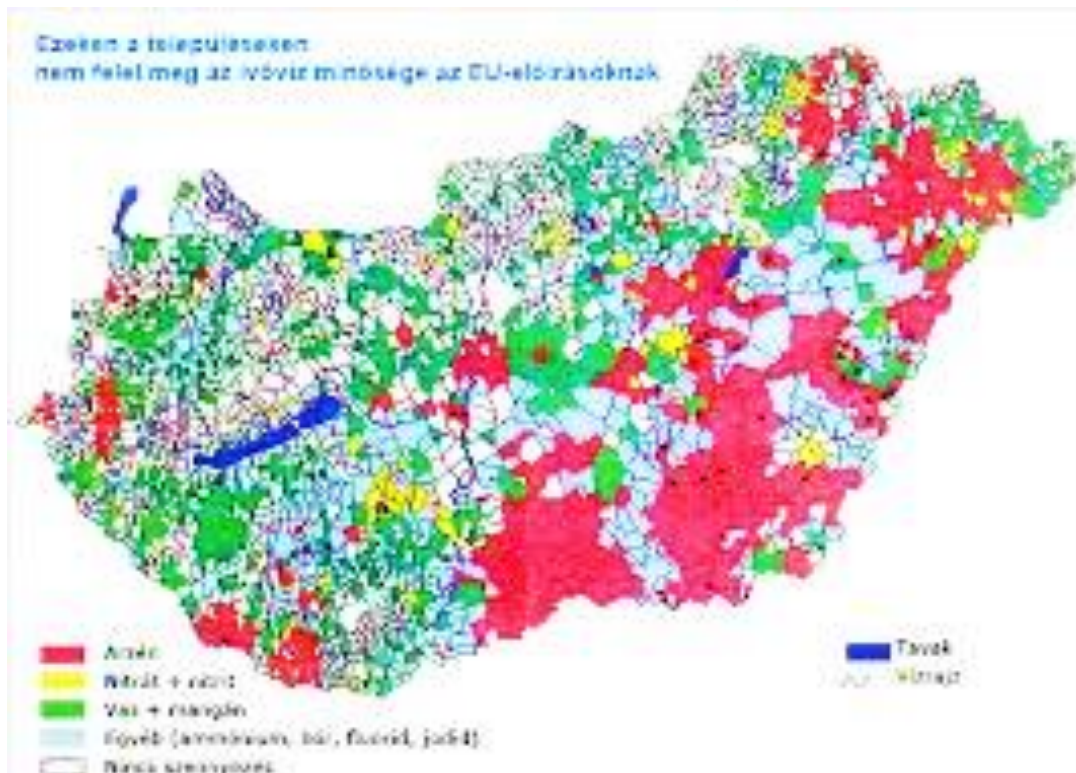 Ezeken a településeken
nem felel meg az ivóvíz minősége az EU-előírásoknak
Arzén
Nitrát + nitrit
Vas + mangán
Egyéb (ammónium, bór, fluorid, jodid)
Nincs szennyezés
Tavak
Vízrajz